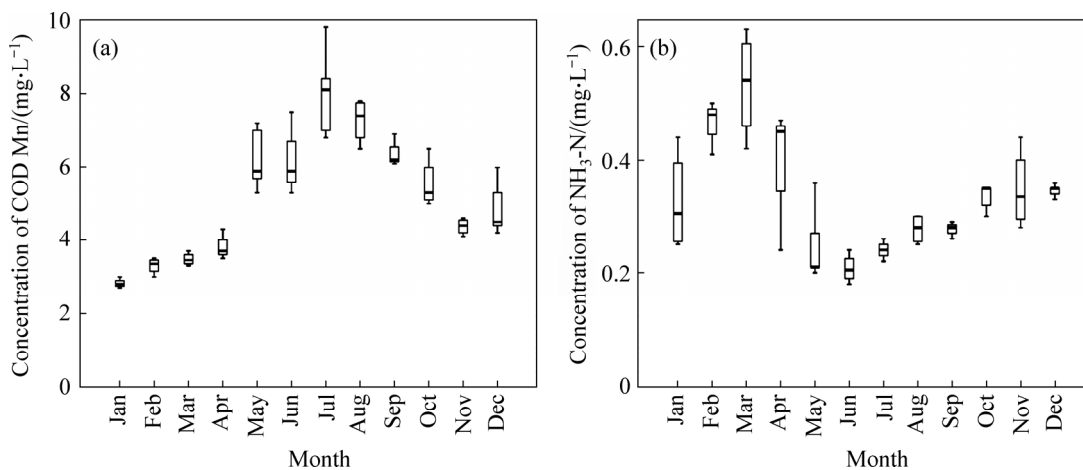 (a)
Concentration of COD Mn/(mg·L⁻¹)
10
8
6
4
2
0
Jan Feb Mar Apr May Jun Jul Aug Sep Oct Nov Dec
Month
(b)
Concentration of NH₃-N/(mg·L⁻¹)
0.6
0.4
0.2
0
Jan Feb Mar Apr May Jun Jul Aug Sep Oct Nov Dec
Month